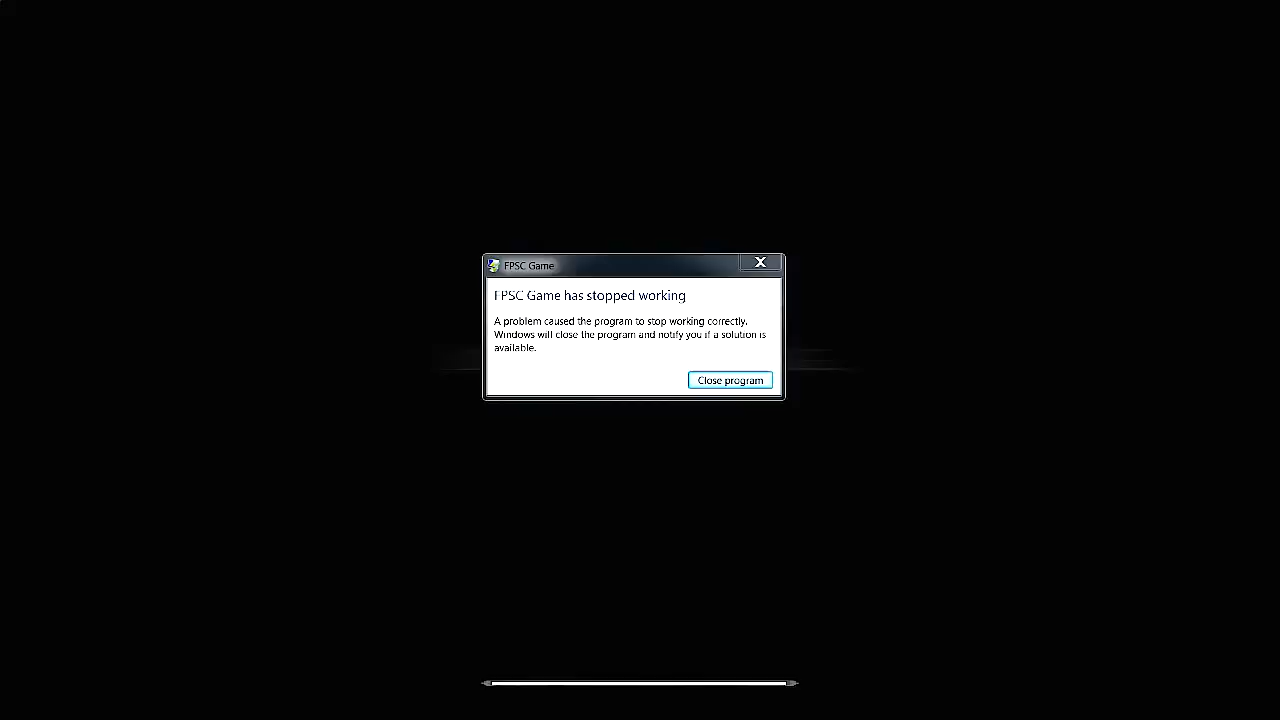 FPSC Game
X
FPSC Game has stopped working
A problem caused the program to stop working correctly.
Windows will close the program and notify you if a solution is
available.
Close program